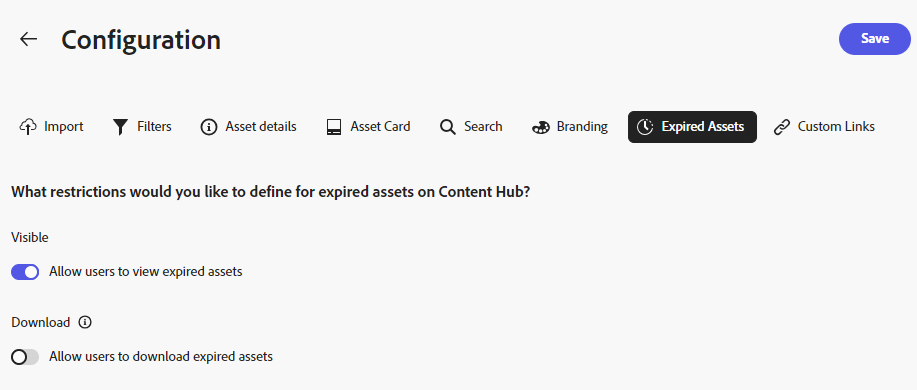 Configuration
Save
Import Filters Asset details Asset Card Search Branding Expired Assets Custom Links
What restrictions would you like to define for expired assets on Content Hub?
Visible
Allow users to view expired assets
Download
Allow users to download expired assets